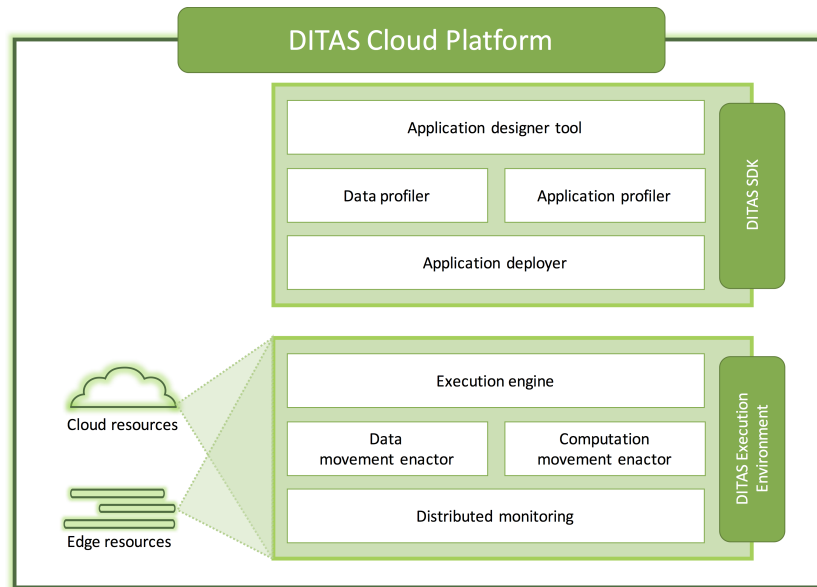 DITAS Cloud Platform
Application designer tool
Data profiler
Application profiler
Application deployer
DITAS SDK
Execution engine
Data
movement enactor
Computation
movement enactor
Distributed monitoring
DITAS Execution
Environment
Cloud resources
Edge resources